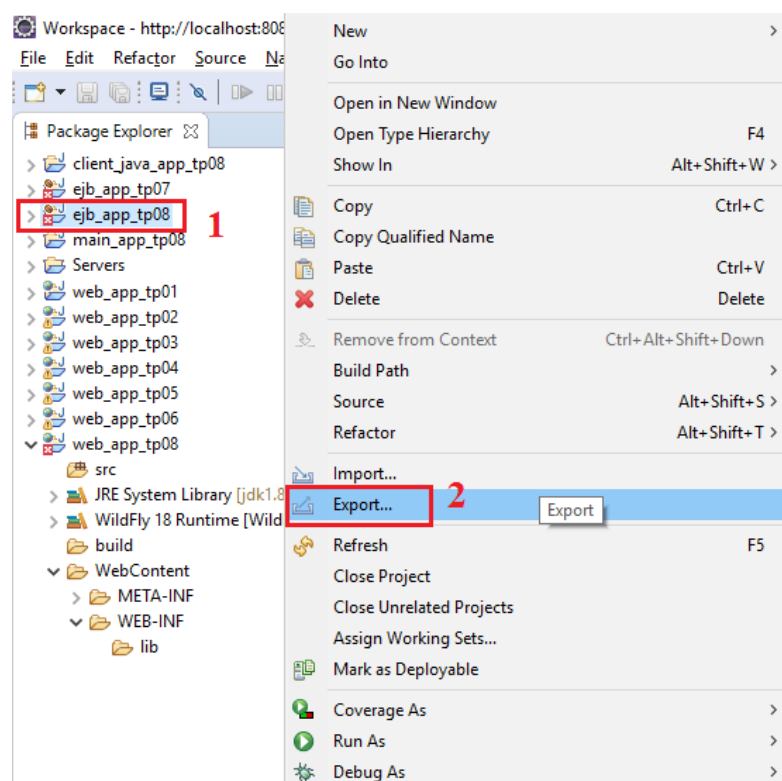 Workspace - http://localhost:808
File Edit Refactor Source Na
Package Explorer
client_java_app_tp08
ejb_app_tp07
ejb_app_tp08
1
main_app_tp08
Servers
web_app_tp01
web_app_tp02
web_app_tp03
web_app_tp04
web_app_tp05
web_app_tp06
web_app_tp08
src
JRE System Library [jdk1.8
WildFly 18 Runtime [Wild
build
WebContent
META-INF
WEB-INF
lib
New
Go Into
Open in New Window
Open Type Hierarchy F4
Show In Alt+Shift+W
Copy Ctrl+C
Copy Qualified Name
Paste Ctrl+V
Delete Delete
Remove from Context Ctrl+Alt+Shift+Down
Build Path
Source Alt+Shift+S
Refactor Alt+Shift+T
Import...
Export...
2
Export
Refresh F5
Close Project
Close Unrelated Projects
Assign Working Sets...
Mark as Deployable
Coverage As
Run As
Debug As